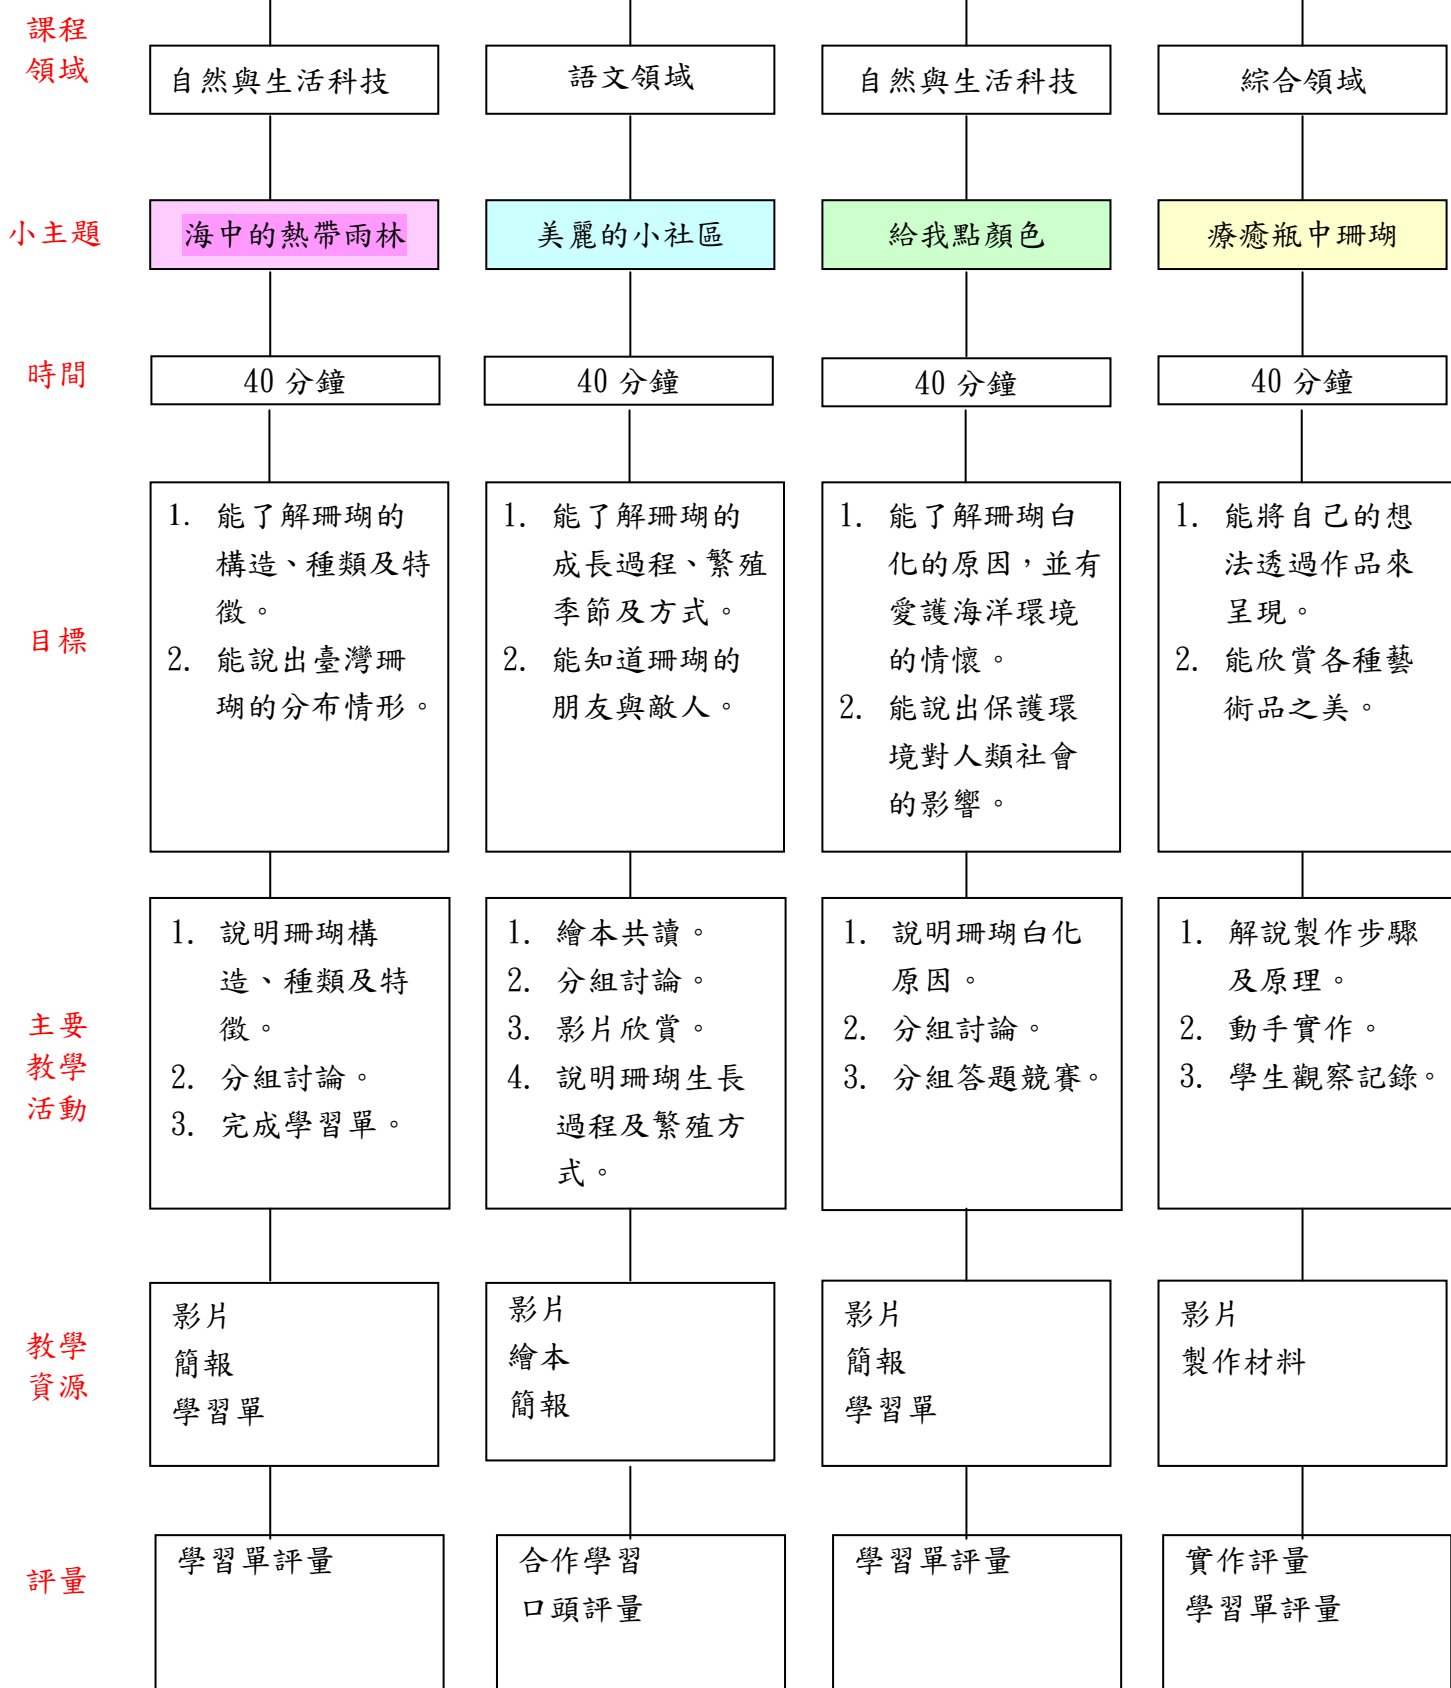 課程
領域
自然與生活科技
語文領域
自然與生活科技
綜合領域
小主題
海中的熱帶雨林
美麗的小社區
給我點顏色
療癒瓶中珊瑚
時間
40 分鐘
40 分鐘
40 分鐘
40 分鐘
目標
1. 能了解珊瑚的
構造、種類及特
徵。
2. 能說出臺灣珊
瑚的分布情形。
1. 能了解珊瑚的
成長過程、繁殖
季節及方式。
2. 能知道珊瑚的
朋友與敵人。
1. 能了解珊瑚白
化的原因，並有
愛護海洋環境
的情懷。
2. 能說出保護環
境對人類社會
的影響。
1. 能將自己的想
法透過作品來
呈現。
2. 能欣賞各種藝
術品之美。
主要
教學
活動
1. 說明珊瑚構
造、種類及特
徵。
2. 分組討論。
3. 完成學習單。
1. 繪本共讀。
2. 分組討論。
3. 影片欣賞。
4. 說明珊瑚生長
過程及繁殖方
式。
1. 說明珊瑚白化
原因。
2. 分組討論。
3. 分組答題競賽。
1. 解說製作步驟
及原理。
2. 動手實作。
3. 學生觀察記錄。
教學
資源
影片
簡報
學習單
影片
繪本
簡報
影片
簡報
學習單
影片
製作材料
評量
學習單評量
合作學習
口頭評量
學習單評量
實作評量
學習單評量